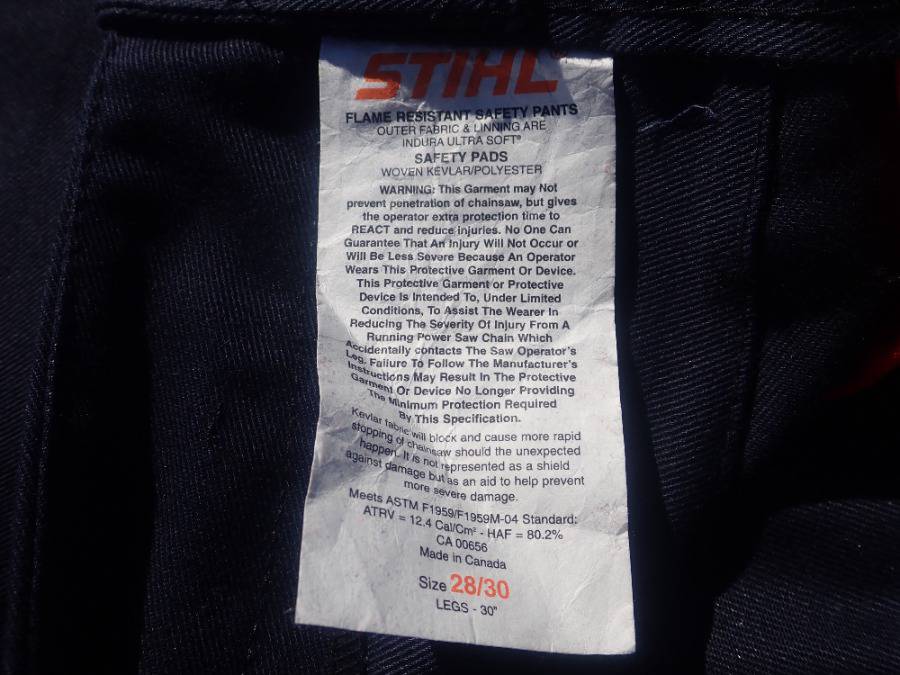 STIHL®
FLAME RESISTANT SAFETY PANTS
OUTER FABRIC & LINNING ARE
INDURA ULTRA SOFT®
SAFETY PADS
WOVEN KEVLAR/POLYESTER
WARNING: This Garment may Not
prevent penetration of chainsaw, but gives
the operator extra protection time to
REACT and reduce injuries. No One Can
Guarantee That An Injury Will Not Occur or
Will Be Less Severe Because An Operator
Wears This Protective Garment Or Device.
This Protective Garment or Protective
Device Is Intended To, Under Limited
Conditions, To Assist The Wearer In
Reducing The Severity Of Injury From A
Running Power Saw Chain Which
Accidentally contacts The Saw Operator's
Leg. Failure To Follow The Manufacturer's
Instructions May Result In The Protective
Garment Or Device No Longer Providing
The Minimum Protection Required
By This Specification.
Kevlar fabric will block and cause more rapid
stopping of chainsaw should the unexpected
happen. It is not represented as a shield
against damage but as an aid to help prevent
more severe damage.
Meets ASTM F1959/F1959M-04 Standard:
ATRV = 12.4 Cal/Cm² - HAF = 80.2%
CA 00656
Made in Canada
Size 28/30
LEGS - 30"